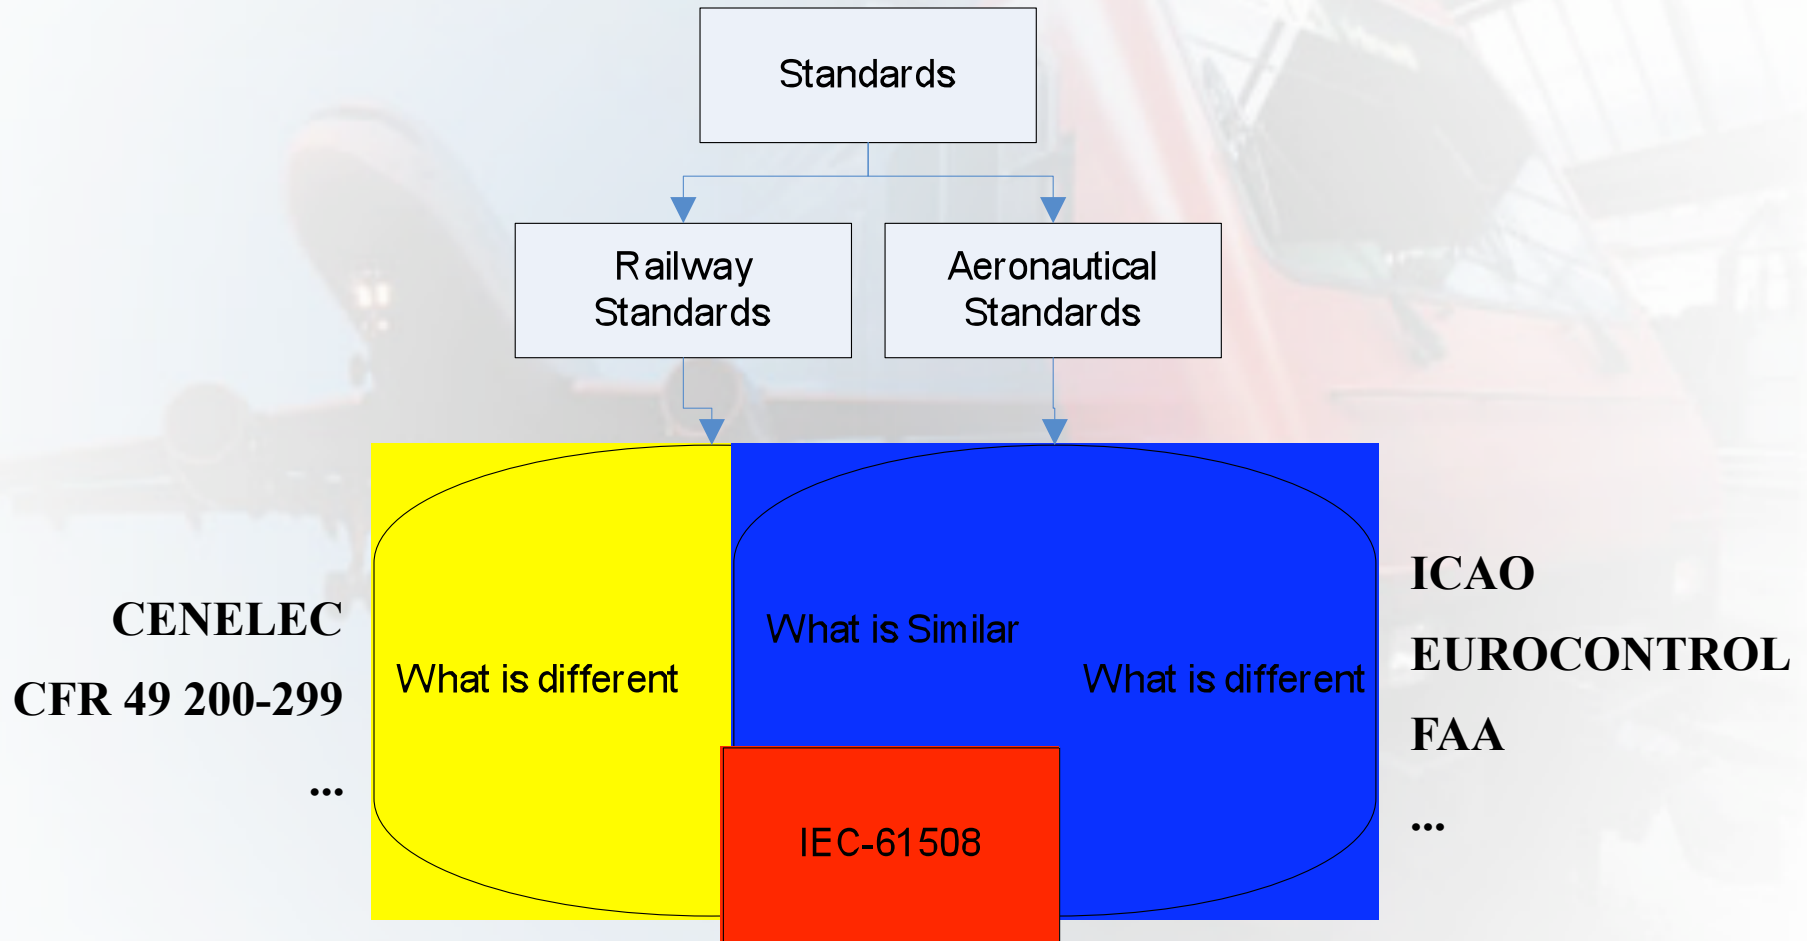 Standards
Railway
Standards
Aeronautical
Standards
CENELEC
CFR 49 200-299
...
What is different
What is Similar
What is different
IEC-61508
ICAO
EUROCONTROL
FAA
...